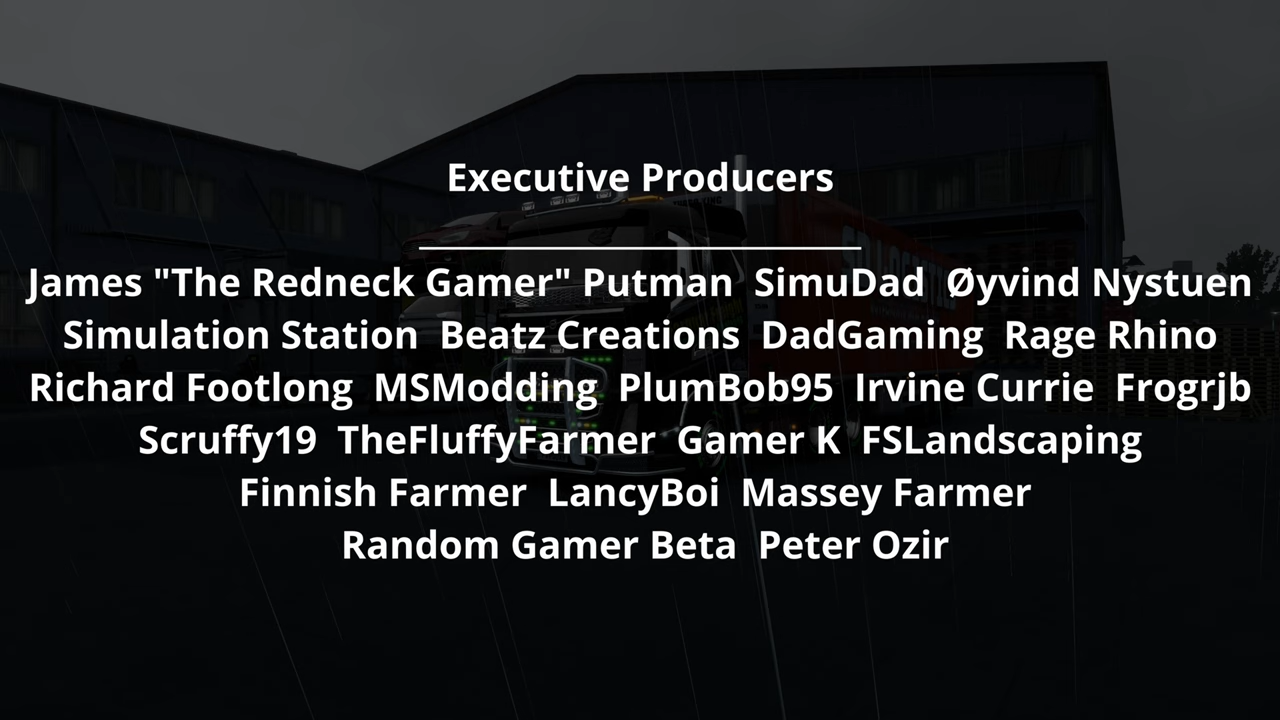 Executive Producers
James "The Redneck Gamer" Putman  SimuDad  Øyvind Nystuen
Simulation Station  Beatz Creations  DadGaming  Rage Rhino
Richard Footlong  MSModding  PlumBob95  Irvine Currie  Frogrjb
Scruffy19  TheFluffyFarmer  Gamer K  FSLandscaping
Finnish Farmer  LancyBoi  Massey Farmer
Random Gamer Beta  Peter Ozir